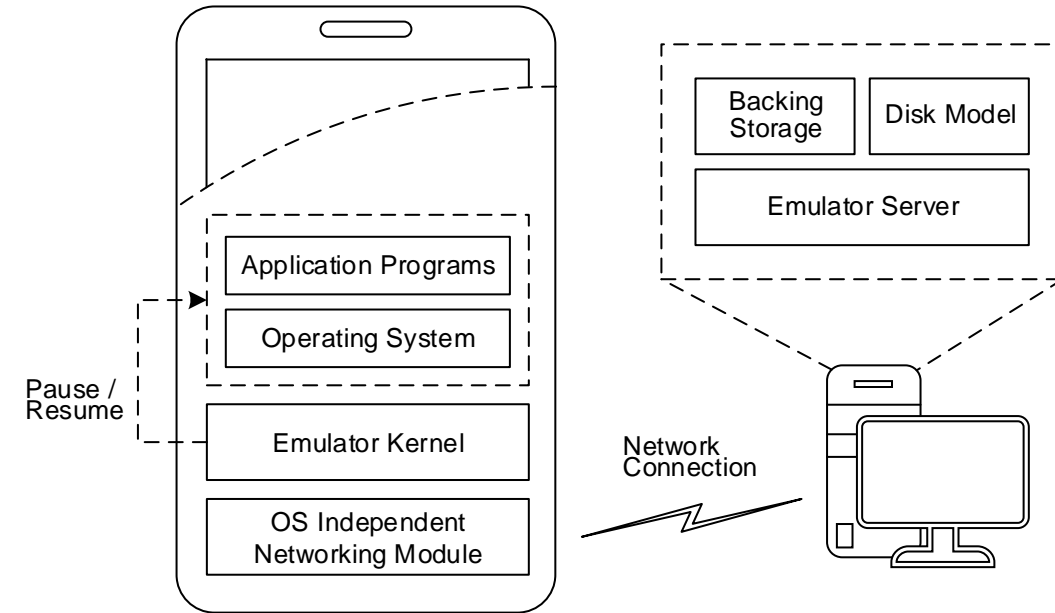 Backing
Storage
Disk Model
Emulator Server
Application Programs
Operating System
Pause /
Resume
Emulator Kernel
OS Independent
Networking Module
Network
Connection